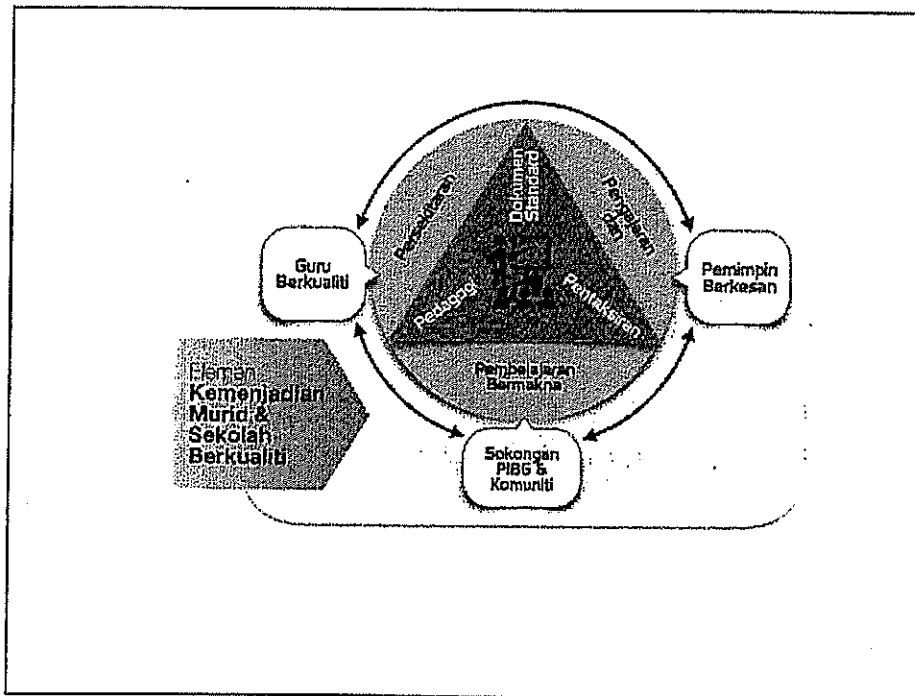 Dokumen
Standard
Persekitaran
Pengajaran
dan
Guru
Berkualiti
Pemimpin
Berkesan
Pedagogi
Pentaksiran
Pembelajaran
Bermakna
Elemen
Kemenjadian
Murid &
Sekolah
Berkualiti
Sokongan
PIBG &
Komuniti